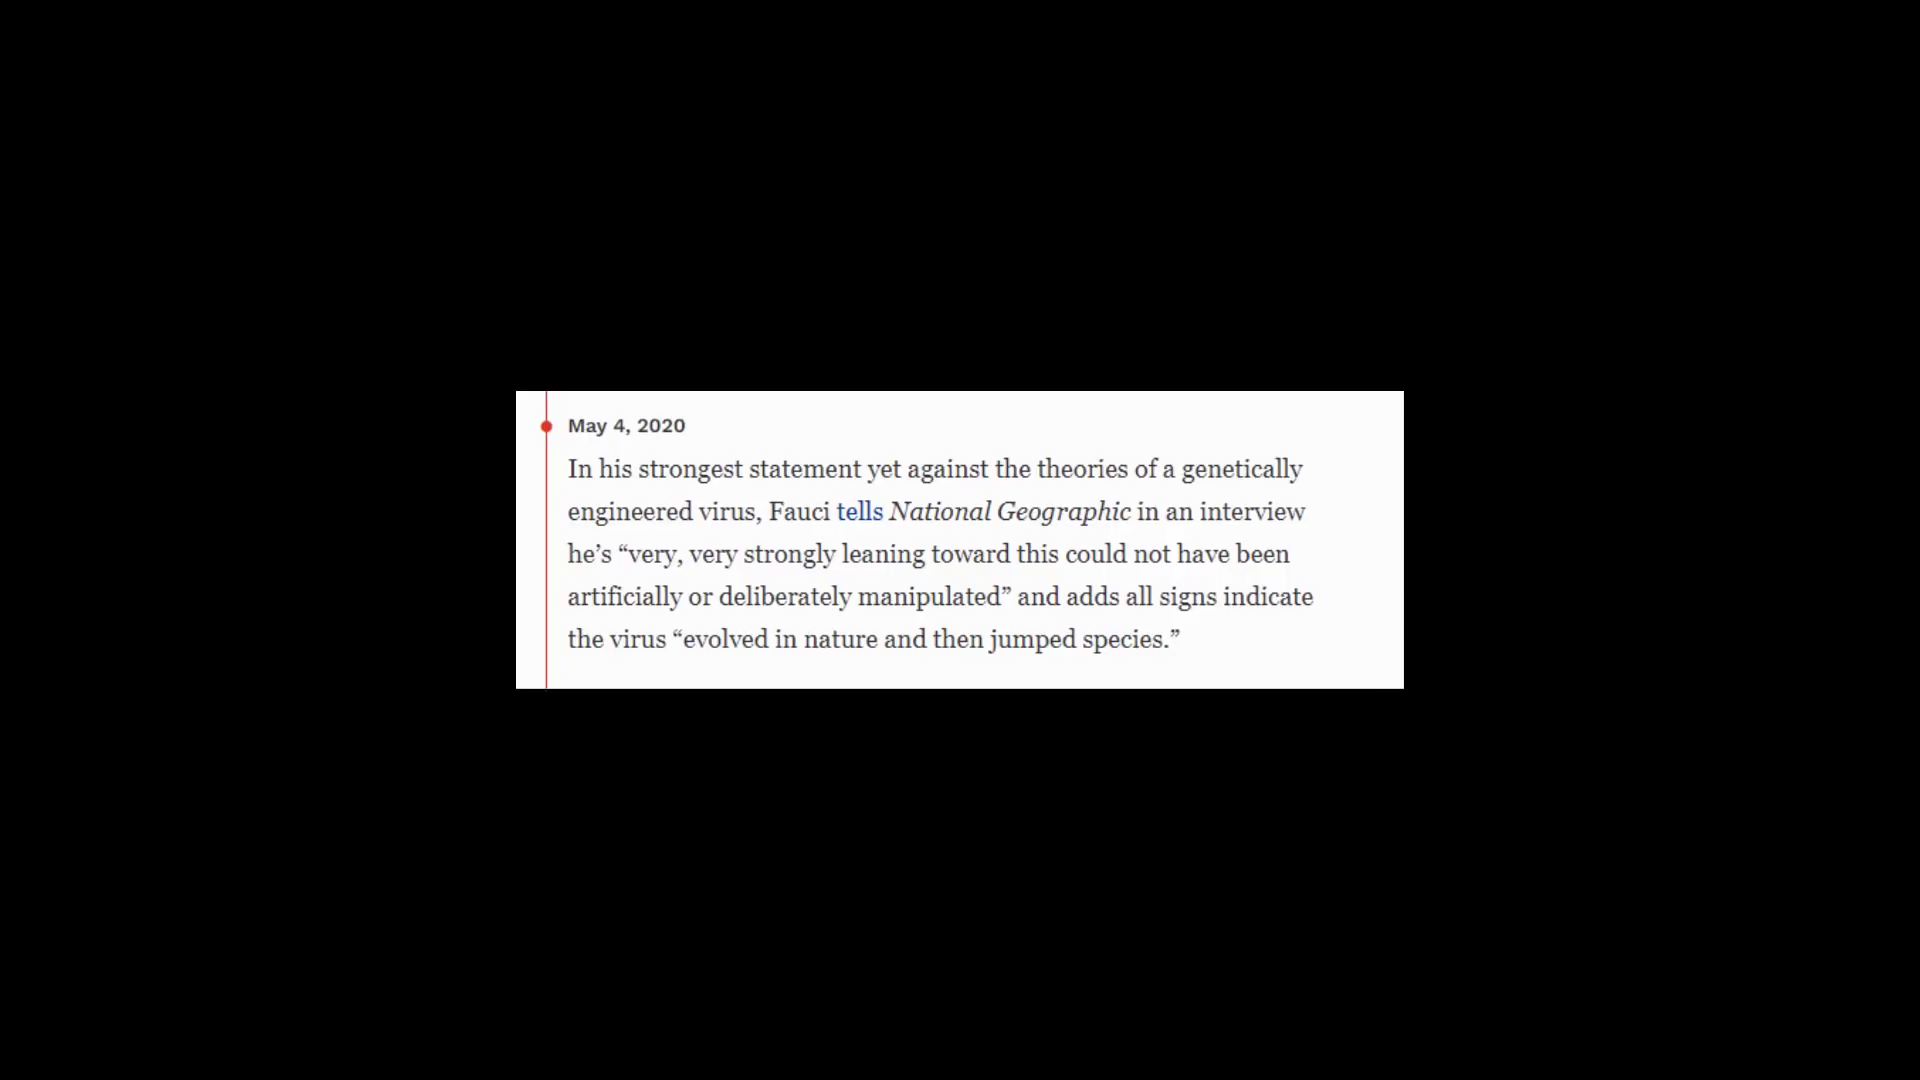 May 4, 2020
In his strongest statement yet against the theories of a genetically
engineered virus, Fauci tells National Geographic in an interview
he’s “very, very strongly leaning toward this could not have been
artificially or deliberately manipulated” and adds all signs indicate
the virus “evolved in nature and then jumped species.”